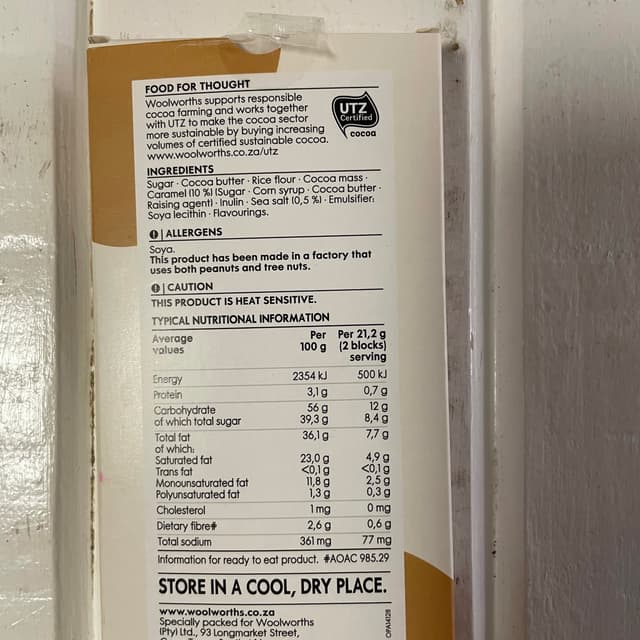 FOOD FOR THOUGHT
Woolworths supports responsible
cocoa farming and works together
with UTZ to make the cocoa sector
more sustainable by buying increasing
volumes of certified sustainable cocoa.
www.woolworths.co.za/utz
UTZ
Certified
cocoa
INGREDIENTS
Sugar · Cocoa butter · Rice flour · Cocoa mass ·
Caramel (10 %) (Sugar · Corn syrup · Cocoa butter ·
Raising agent) · Inulin · Sea salt (0,5 %) · Emulsifier:
Soya lecithin · Flavourings.
! | ALLERGENS
Soya.
This product has been made in a factory that
uses both peanuts and tree nuts.
! | CAUTION
THIS PRODUCT IS HEAT SENSITIVE.
TYPICAL NUTRITIONAL INFORMATION
Average values Per 100 g Per 21,2 g (2 blocks) serving
Energy 2354 kJ 500 kJ
Protein 3,1 g 0,7 g
Carbohydrate 56 g 12 g
of which total sugar 39,3 g 8,4 g
Total fat 36,1 g 7,7 g
of which:
Saturated fat 23,0 g 4,9 g
Trans fat <0,1 g <0,1 g
Monounsaturated fat 11,8 g 2,5 g
Polyunsaturated fat 1,3 g 0,3 g
Cholesterol 1 mg 0 mg
Dietary fibre# 2,6 g 0,6 g
Total sodium 361 mg 77 mg
Information for ready to eat product. #AOAC 985.29
STORE IN A COOL, DRY PLACE.
www.woolworths.co.za
Specially packed for Woolworths
(Pty) Ltd., 93 Longmarket Street,